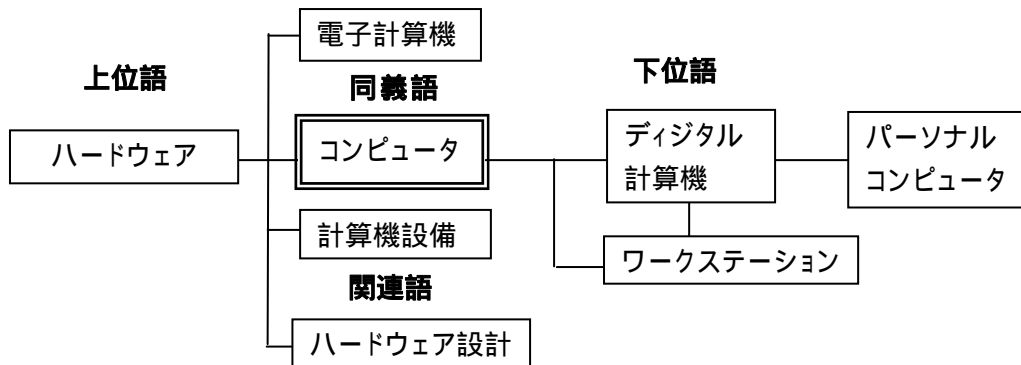 電子計算機
上位語
同義語
下位語
ハードウェア
コンピュータ
ディジタル
計算機
パーソナル
コンピュータ
計算機設備
ワークステーション
関連語
ハードウェア設計